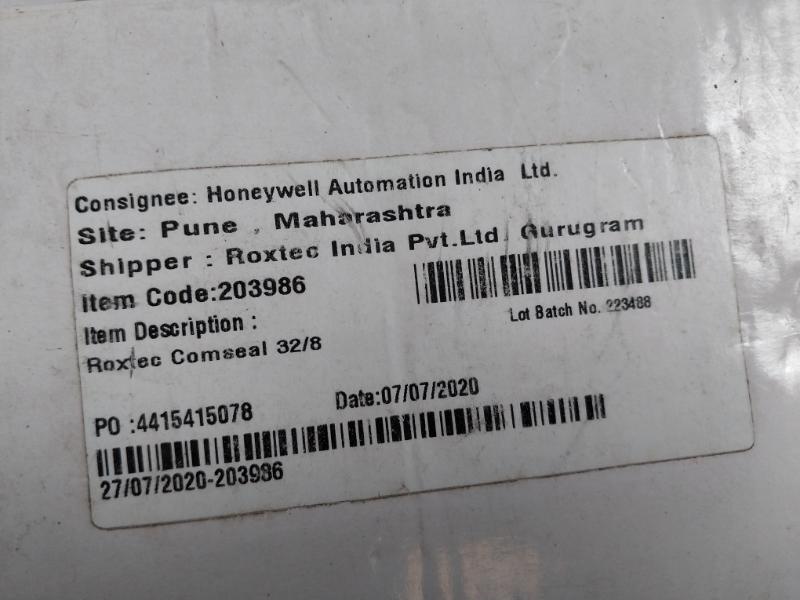 Consignee: Honeywell Automation India Ltd.
Site: Pune , Maharashtra
Shipper : Roxtec India Pvt.Ltd, Gurugram
Item Code:203986
Lot Batch No. 223488
Item Description :
Roxtec Comseal 32/8
PO :4415415078
Date:07/07/2020
27/07/2020-203986